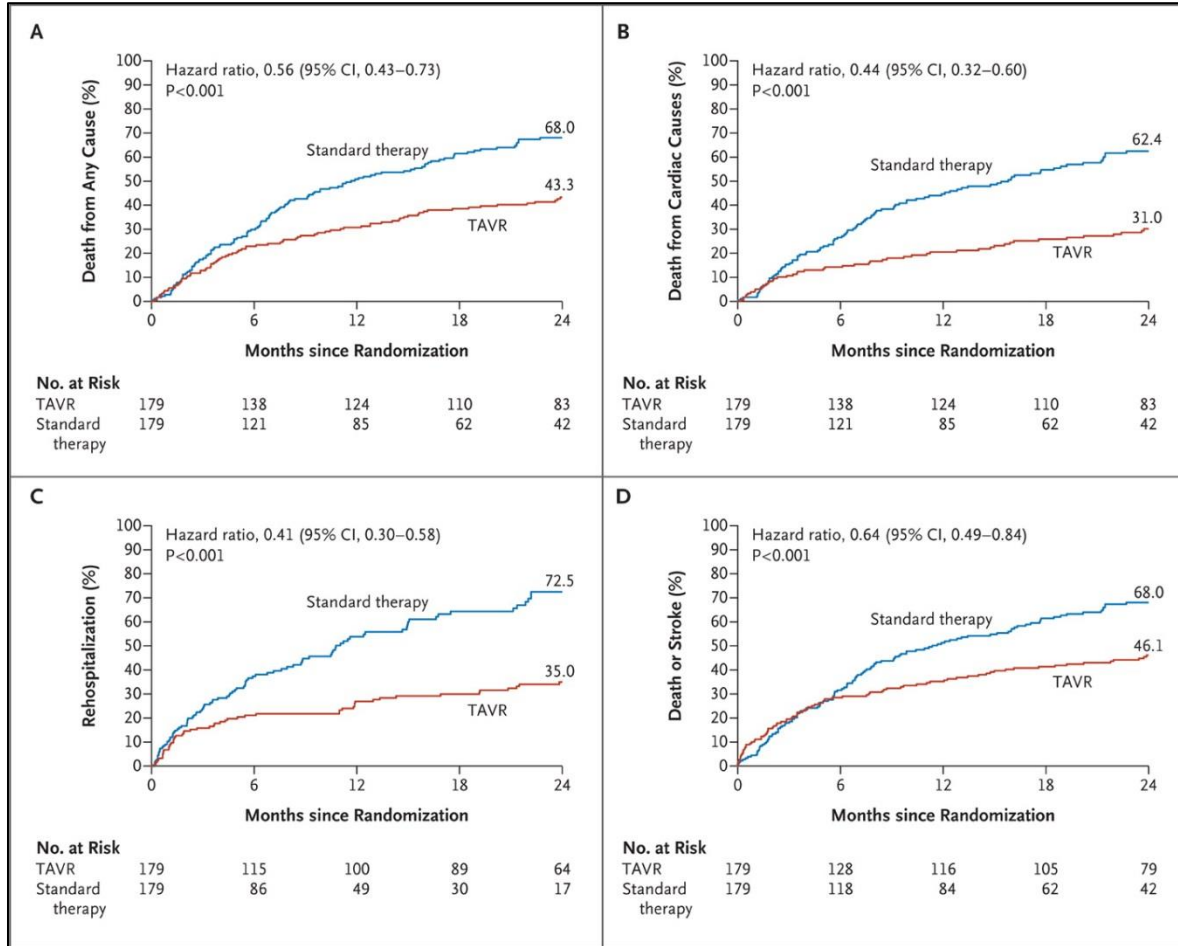 A
Death from Any Cause (%)
100
90
80
70
60
50
40
30
20
10
0
Hazard ratio, 0.56 (95% CI, 0.43–0.73)
P<0.001
Standard therapy
68.0
43.3
TAVR
0 6 12 18 24
Months since Randomization
No. at Risk
TAVR 179 138 124 110 83
Standard 179 121 85 62 42
therapy
B
Death from Cardiac Causes (%)
100
90
80
70
60
50
40
30
20
10
0
Hazard ratio, 0.44 (95% CI, 0.32–0.60)
P<0.001
Standard therapy
62.4
31.0
TAVR
0 6 12 18 24
Months since Randomization
No. at Risk
TAVR 179 138 124 110 83
Standard 179 121 85 62 42
therapy
C
Rehospitalization (%)
100
90
80
70
60
50
40
30
20
10
0
Hazard ratio, 0.41 (95% CI, 0.30–0.58)
P<0.001
Standard therapy
72.5
35.0
TAVR
0 6 12 18 24
Months since Randomization
No. at Risk
TAVR 179 115 100 89 64
Standard 179 86 49 30 17
therapy
D
Death or Stroke (%)
100
90
80
70
60
50
40
30
20
10
0
Hazard ratio, 0.64 (95% CI, 0.49–0.84)
P<0.001
Standard therapy
68.0
46.1
TAVR
0 6 12 18 24
Months since Randomization
No. at Risk
TAVR 179 128 116 105 79
Standard 179 118 84 62 42
therapy